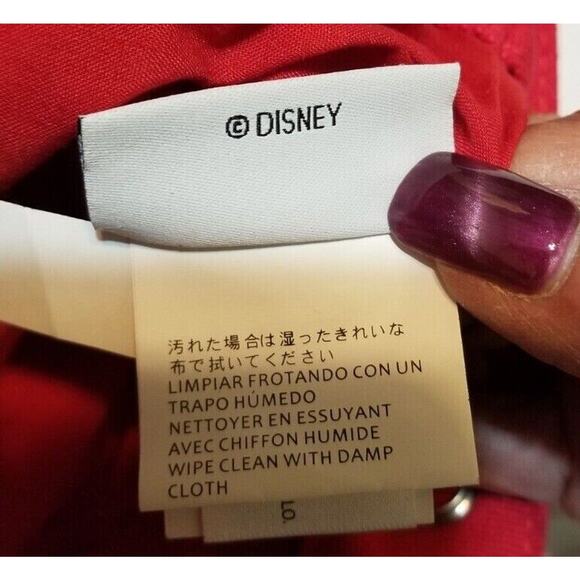 © DISNEY
汚れた場合は湿ったきれいな
布で拭いてください
LIMPIAR FROTANDO CON UN
TRAPO HÚMEDO
NETTOYER EN ESSUYANT
AVEC CHIFFON HUMIDE
WIPE CLEAN WITH DAMP
CLOTH
LO.